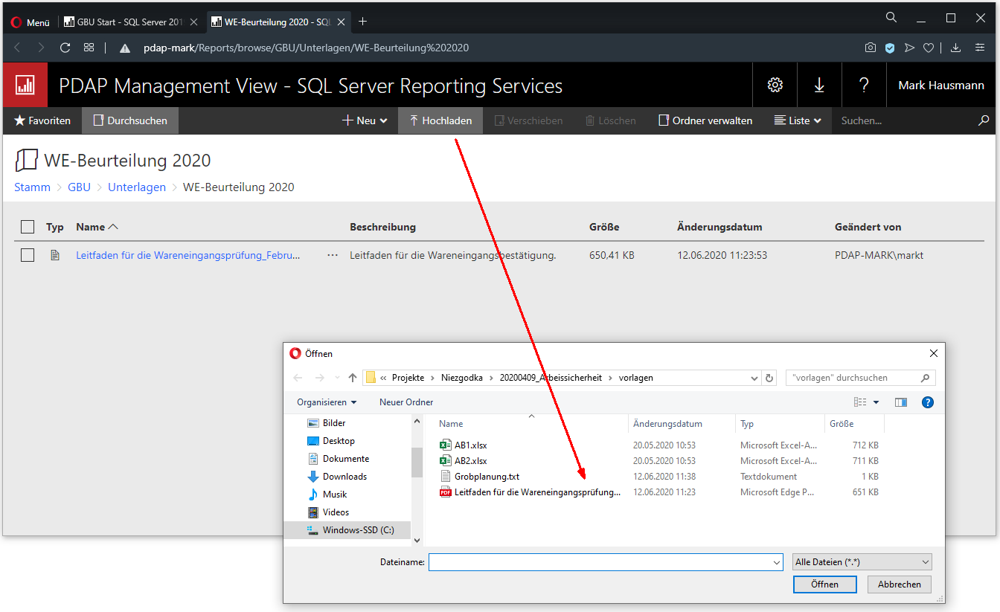 Menü
GBU Start - SQL Server 201
WE-Beurteilung 2020 - SQL
pdap-mark/Reports/browse/GBU/Unterlagen/WE-Beurteilung%202020
PDAP Management View - SQL Server Reporting Services
?
Mark Hausmann
Favoriten
Durchsuchen
Neu
Hochladen
Verschieben
Löschen
Ordner verwalten
Liste
Suchen...
WE-Beurteilung 2020
Stamm > GBU > Unterlagen > WE-Beurteilung 2020
Typ Name Beschreibung Größe Änderungsdatum Geändert von
Leitfaden für die Wareneingangsprüfung_Febru... ··· Leitfaden für die Wareneingangsbestätigung. 650,41 KB 12.06.2020 11:23:53 PDAP-MARK\markt
Öffnen
« Projekte > Niezgodka > 20200409_Arbeissicherheit > vorlagen
"vorlagen" durchsuchen
Organisieren
Neuer Ordner
?
Bilder
Desktop
Dokumente
Downloads
Musik
Videos
Windows-SSD (C:)
Name Änderungsdatum Typ Größe
AB1.xlsx 20.05.2020 10:53 Microsoft Excel-A... 712 KB
AB2.xlsx 20.05.2020 10:53 Microsoft Excel-A... 711 KB
Grobplanung.txt 12.06.2020 11:38 Textdokument 1 KB
PDF Leitfaden für die Wareneingangsprüfung... 12.06.2020 11:23 Microsoft Edge P... 651 KB
Dateiname:
Alle Dateien (*.*)
Öffnen
Abbrechen